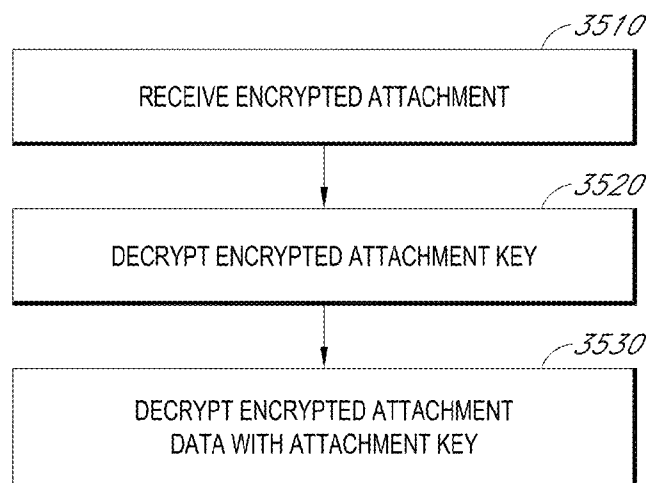 3510
RECEIVE ENCRYPTED ATTACHMENT
3520
DECRYPT ENCRYPTED ATTACHMENT KEY
3530
DECRYPT ENCRYPTED ATTACHMENT
DATA WITH ATTACHMENT KEY